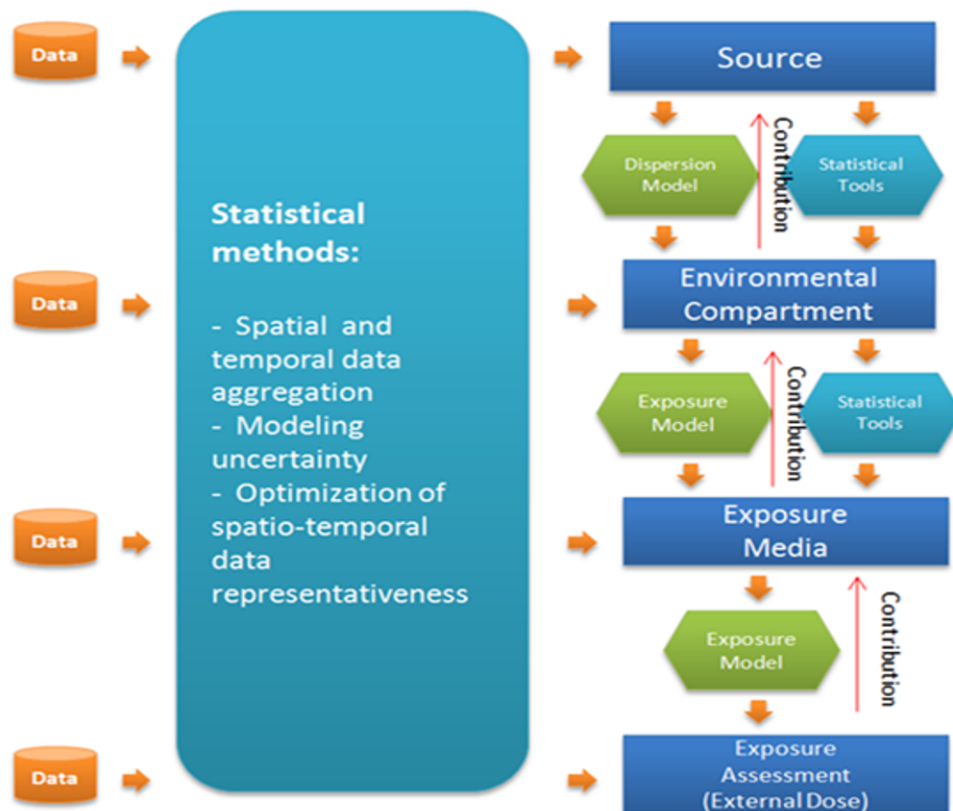 Data
Source
Dispersion
Model
Contribution
Statistical
Tools
Statistical
methods:
- Spatial and
temporal data
aggregation
- Modeling
uncertainty
- Optimization of
spatio-temporal
data
representativeness
Data
Environmental
Compartment
Exposure
Model
Contribution
Statistical
Tools
Data
Exposure
Media
Exposure
Model
Contribution
Data
Exposure
Assessment
(External Dose)